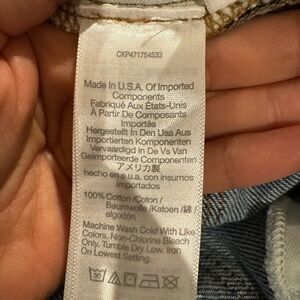 CKP471754533
Made In U.S.A. Of Imported
Components
Fabriqué Aux États-Unis
À Partir De Composants
Importés
Hergestellt In Den Usa Aus
Importierten Komponenten
Vervaardigd In De Vs Van
Geïmporteerde Componenten
アメリカ製
hecho en e.u.a. con insumos
importados
100% Cotton /Coton /
Baumwolle /Katoen / 綿 /
algodón
Machine Wash Cold With Like
Colors. Non-Chlorine Bleach
Only. Tumble Dry Low. Iron
On Lowest Setting.